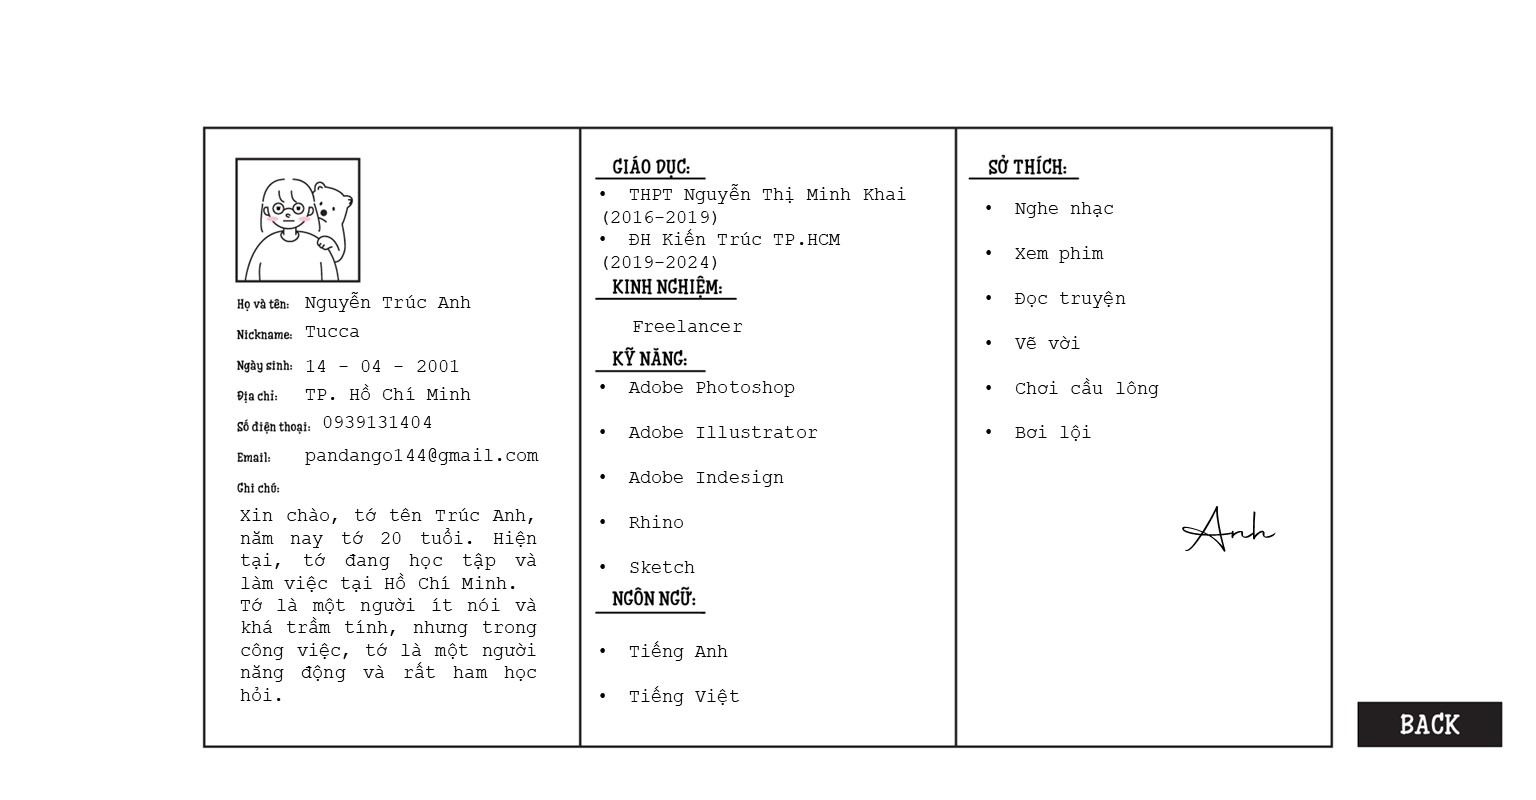 Họ và tên: Nguyễn Trúc Anh
Nickname: Tucca
Ngày sinh: 14 - 04 - 2001
Địa chỉ: TP. Hồ Chí Minh
Số điện thoại: 0939131404
Email: pandango144@gmail.com
Ghi chú:
Xin chào, tớ tên Trúc Anh,
năm nay tớ 20 tuổi. Hiện
tại, tớ đang học tập và
làm việc tại Hồ Chí Minh.
Tớ là một người ít nói và
khá trầm tính, nhưng trong
công việc, tớ là một người
năng động và rất ham học
hỏi.
GIÁO DỤC:
• THPT Nguyễn Thị Minh Khai
(2016-2019)
• ĐH Kiến Trúc TP.HCM
(2019-2024)
KINH NGHIỆM:
Freelancer
KỸ NĂNG:
• Adobe Photoshop
• Adobe Illustrator
• Adobe Indesign
• Rhino
• Sketch
NGÔN NGỮ:
• Tiếng Anh
• Tiếng Việt
SỞ THÍCH:
• Nghe nhạc
• Xem phim
• Đọc truyện
• Vẽ vời
• Chơi cầu lông
• Bơi lội
Anh
BACK